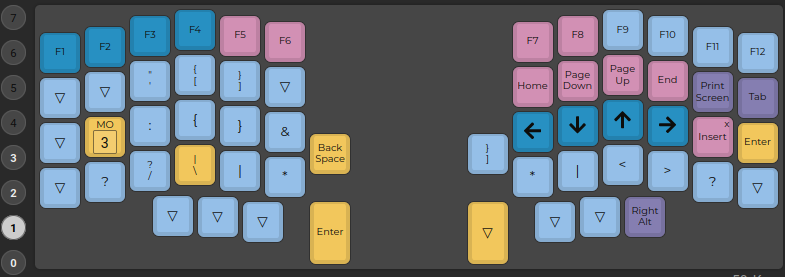 7
F1 F2 F3 F4 F5 F6 F7 F8 F9 F10 F11 F12
6
5
▽ ▽ " ' { [ } ] ▽ Home Page Down Page Up End Print Screen Tab
4
▽ MO 3 : { } & ← ↓ ↑ → x Insert Enter
3
Back Space } ]
2
▽ ? ? / | \ | * * | < > ? ▽
1
▽ ▽ ▽ Enter ▽ ▽ ▽ Right Alt
0